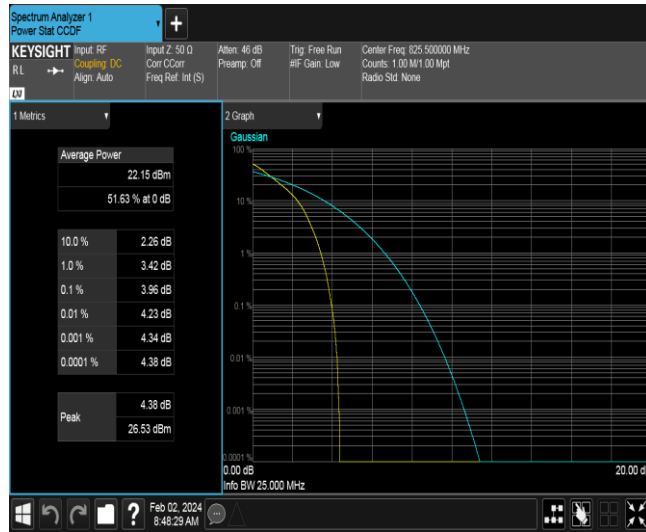 Spectrum Analyzer 1
Power Stat CCDF
+
KEYSIGHT Input: RF Input Z: 50 Ω Atten: 46 dB Trig: Free Run Center Freq: 825.500000 MHz
R L Coupling: DC Corr CCorr Preamp: Off #IF Gain: Low Counts: 1.00 M/1.00 Mpt
Align: Auto Freq Ref: Int (S) Radio Std: None
LXI
1 Metrics 2 Graph
Gaussian
Average Power
22.15 dBm
51.63 % at 0 dB
10.0 % 2.26 dB
1.0 % 3.42 dB
0.1 % 3.96 dB
0.01 % 4.23 dB
0.001 % 4.34 dB
0.0001 % 4.38 dB
Peak 4.38 dB
26.53 dBm
100 %
10 %
1 %
0.1 %
0.01 %
0.001 %
0.0001 %
0.00 dB 20.00 d
Info BW 25.000 MHz
? Feb 02, 2024
8:48:29 AM